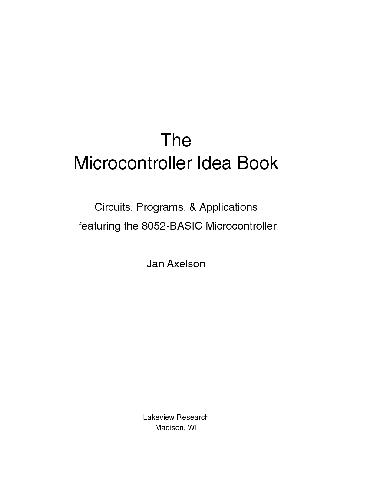 The
Microcontroller Idea Book
Circuits, Programs, & Applications
featuring the 8052-BASIC Microcontroller
Jan Axelson
Lakeview Research
Madison, WI